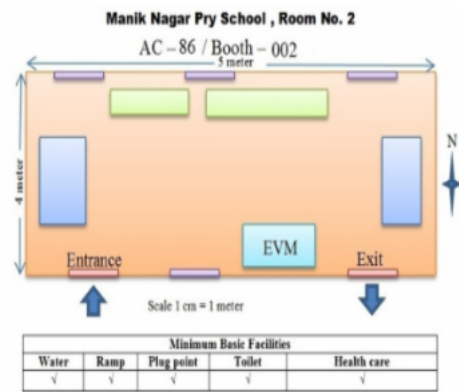 Manik Nagar Pry School , Room No. 2
AC – 86 / Booth – 002
5 meter
4 meter
N
EVM
Entrance
Exit
Scale 1 cm = 1 meter
Minimum Basic Facilities
Water Ramp Plug point Toilet Health care
√ √ √ √ √